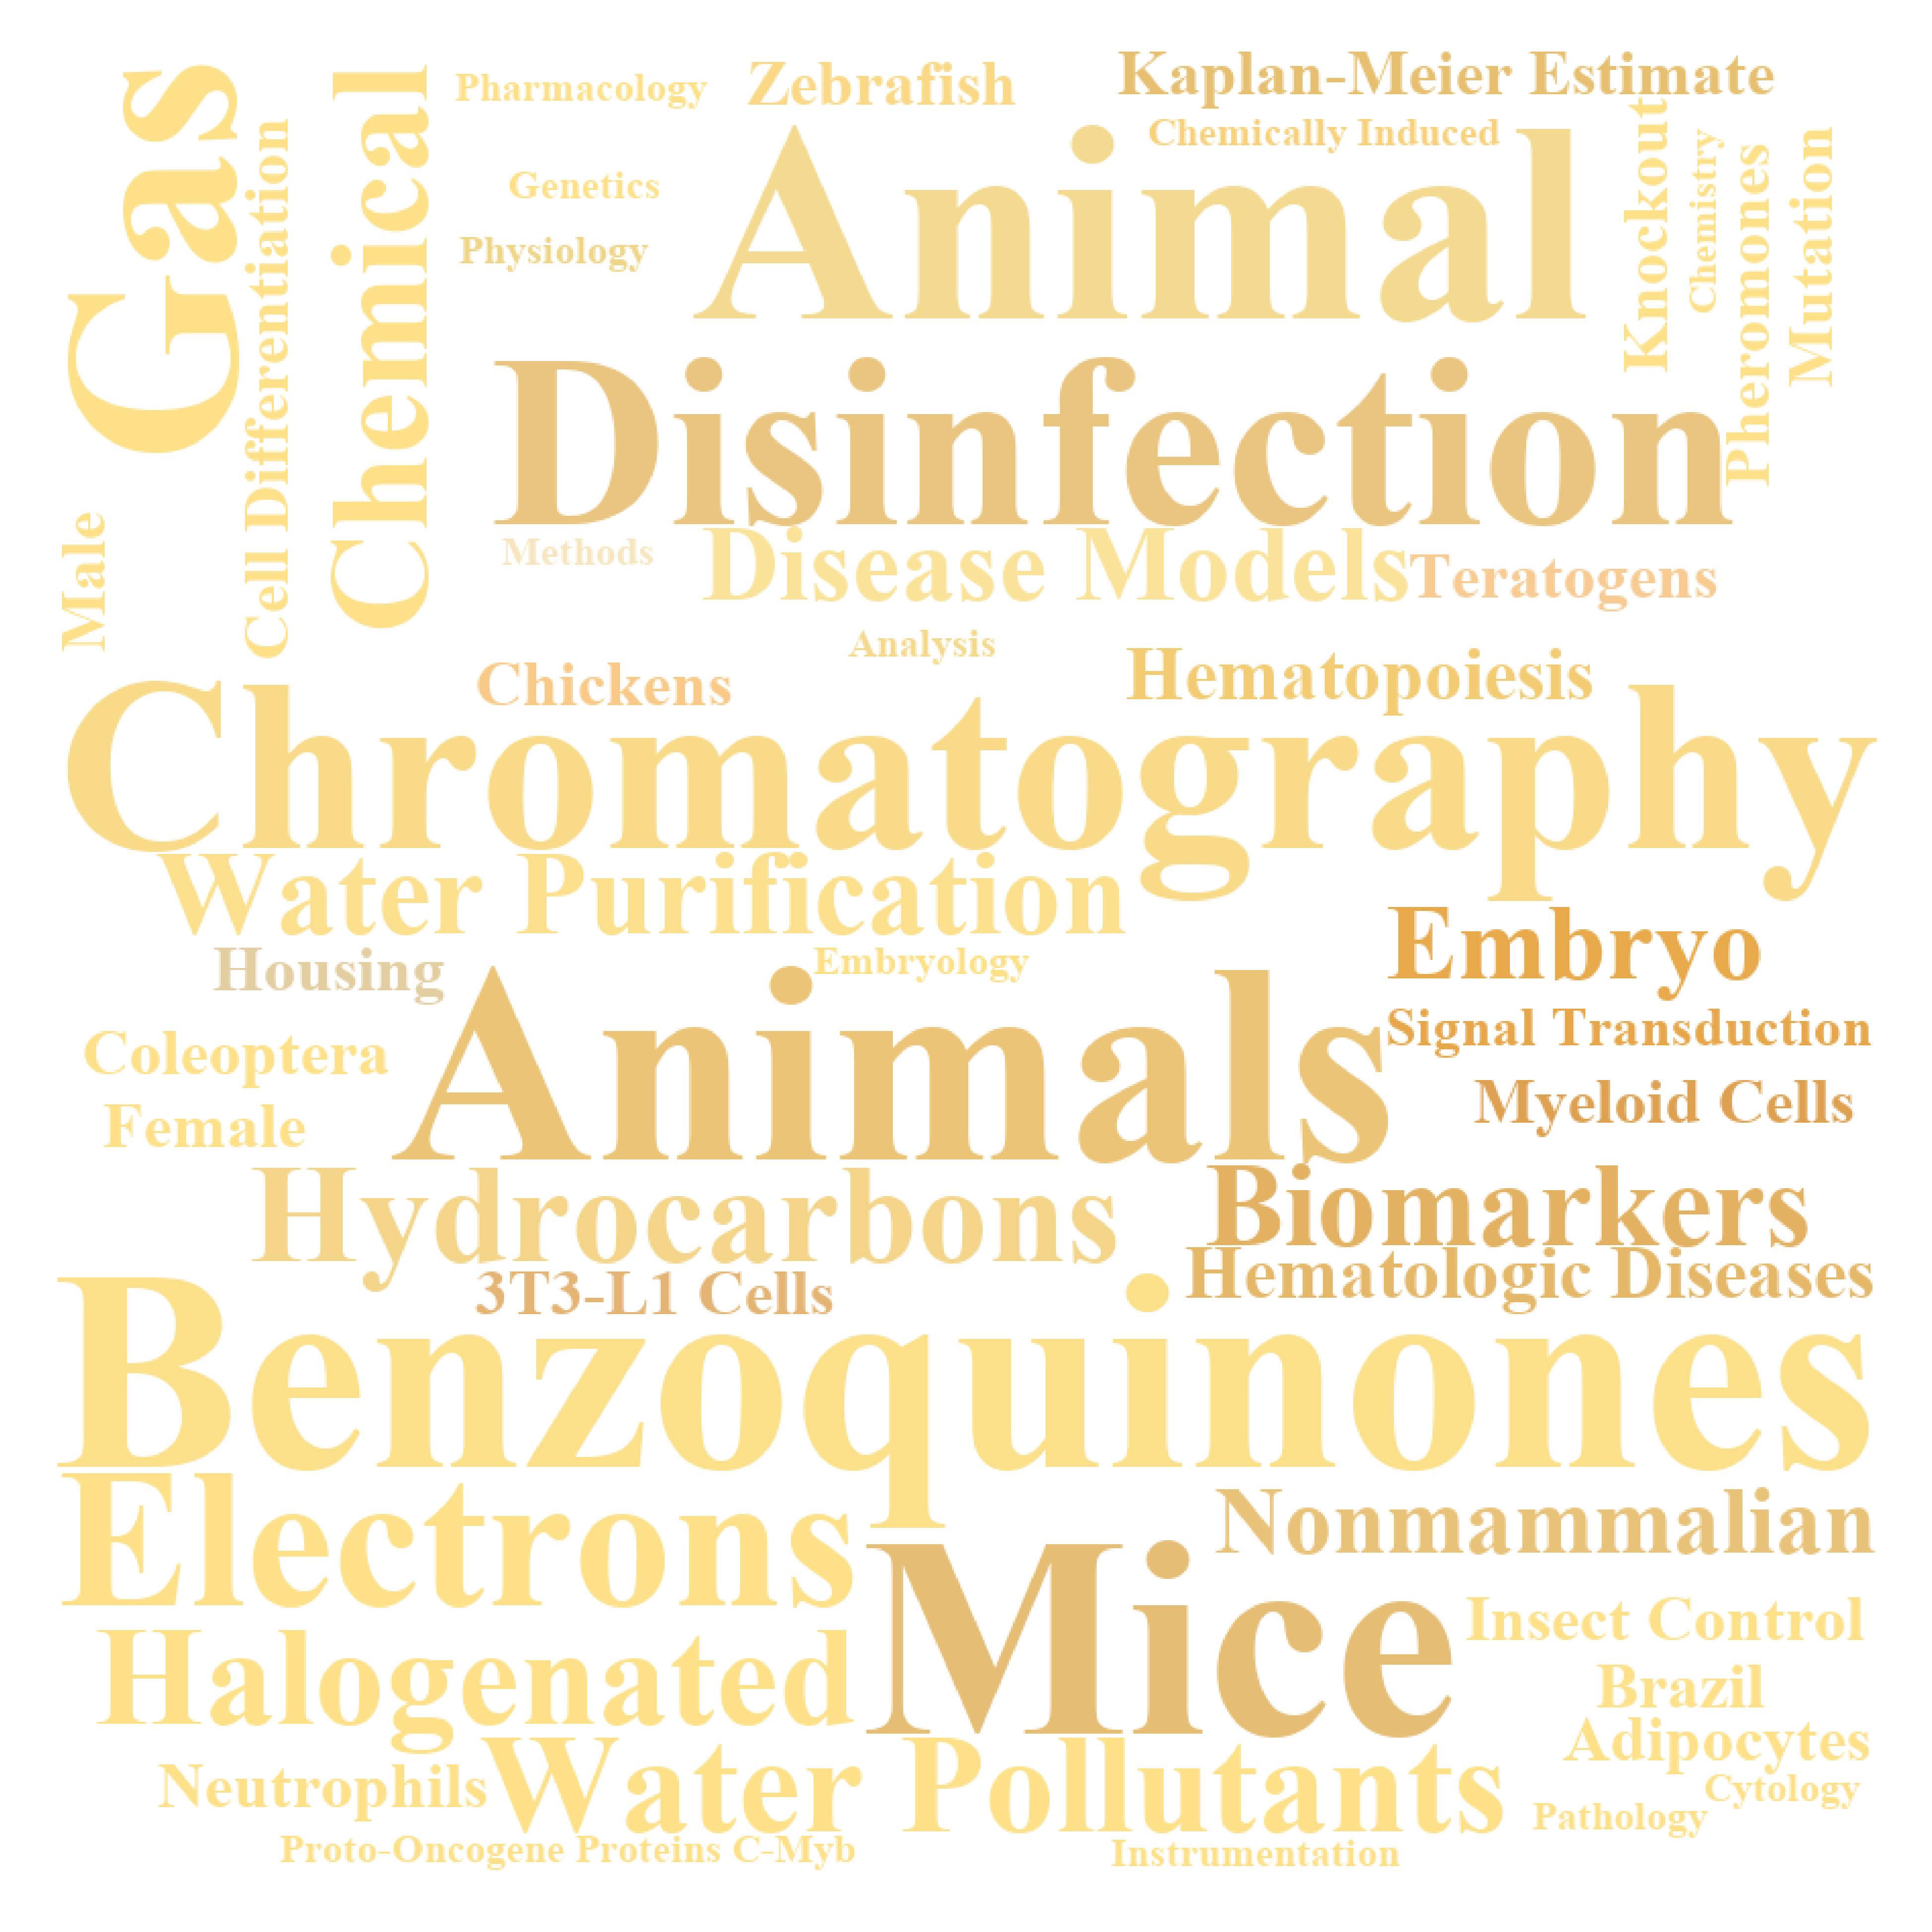 Gas
Cell Differentiation
Chemical
Male
Pharmacology
Zebrafish
Kaplan-Meier Estimate
Chemically Induced
Genetics
Physiology
Animal
Knockout
Chemistry
Pheromones
Mutation
Disinfection
Methods
Disease Models
Teratogens
Analysis
Chickens
Hematopoiesis
Chromatography
Water Purification
Embryo
Housing
Embryology
Animals
Signal Transduction
Coleoptera
Female
Myeloid Cells
Hydrocarbons
Biomarkers
3T3-L1 Cells
Hematologic Diseases
Benzoquinones
Electrons
Nonmammalian
Mice
Insect Control
Halogenated
Brazil
Adipocytes
Neutrophils
Water Pollutants
Cytology
Pathology
Proto-Oncogene Proteins C-Myb
Instrumentation